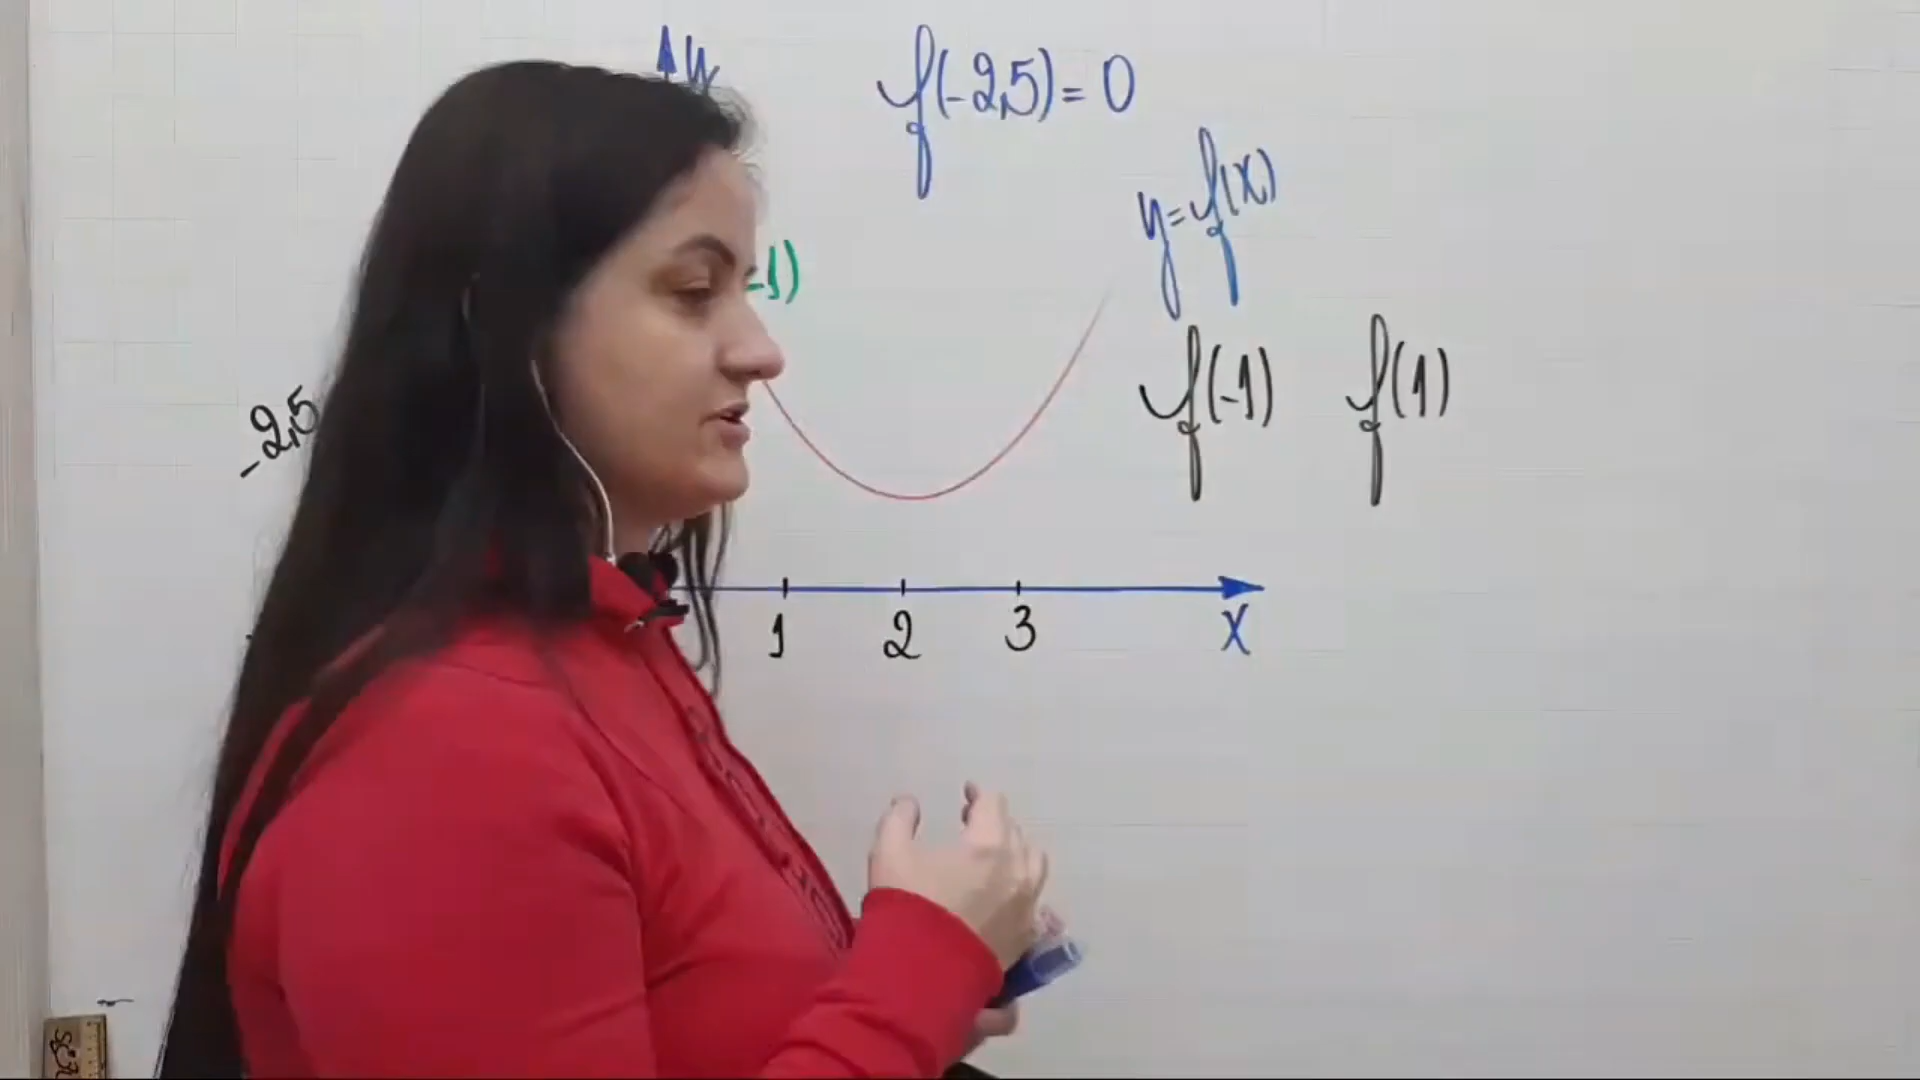 y
f(-2,5)=0
y=f(x)
-1)
-2,5
f(-1) f(1)
1 2 3 x